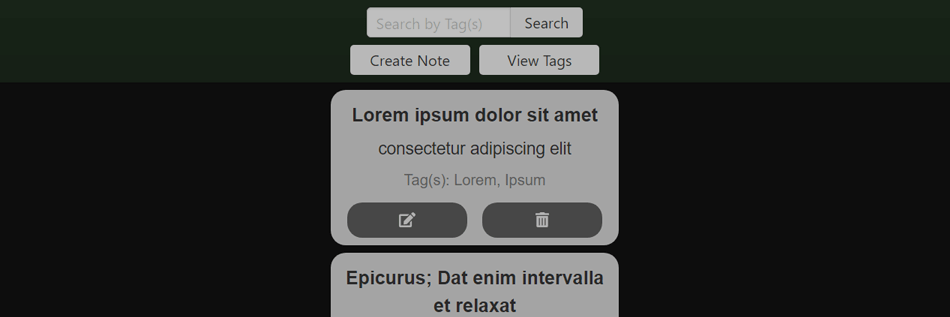 Search by Tag(s) Search
Create Note View Tags
Lorem ipsum dolor sit amet
consectetur adipiscing elit
Tag(s): Lorem, Ipsum
Epicurus; Dat enim intervalla
et relaxat